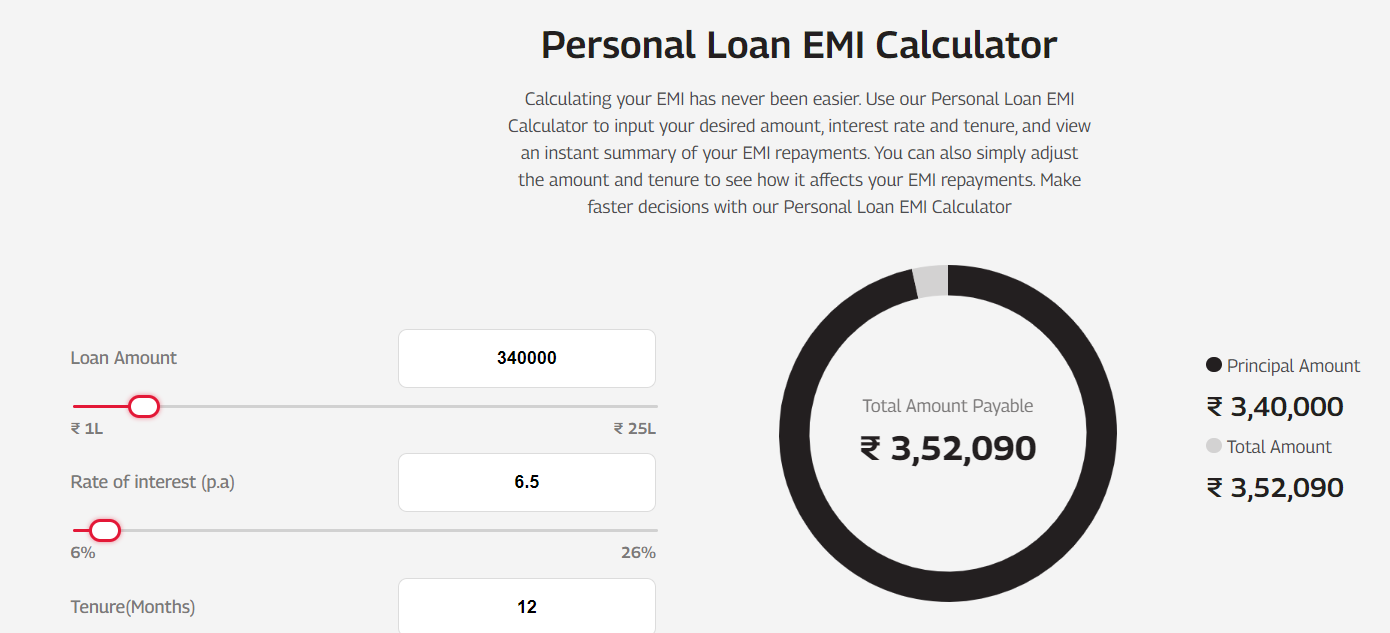 Personal Loan EMI Calculator
Calculating your EMI has never been easier. Use our Personal Loan EMI
Calculator to input your desired amount, interest rate and tenure, and view
an instant summary of your EMI repayments. You can also simply adjust
the amount and tenure to see how it affects your EMI repayments. Make
faster decisions with our Personal Loan EMI Calculator
Loan Amount
340000
₹ 1L
₹ 25L
Rate of interest (p.a)
6.5
6%
26%
Tenure(Months)
12
Total Amount Payable
₹ 3,52,090
Principal Amount
₹ 3,40,000
Total Amount
₹ 3,52,090